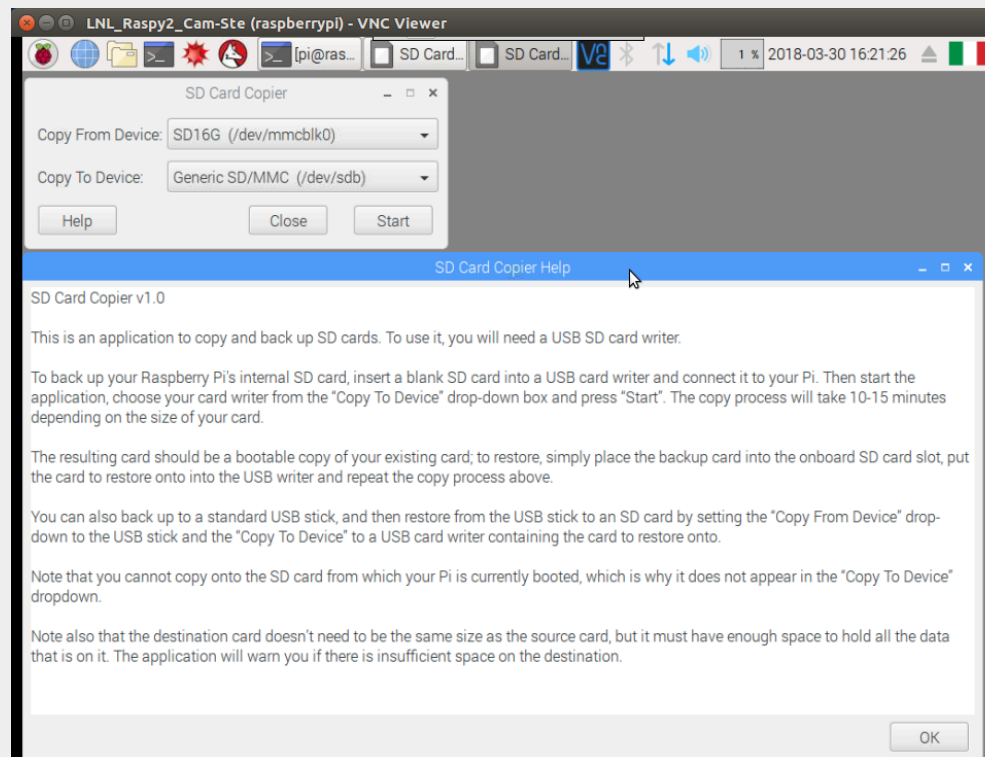 LNL_Raspy2_Cam-Ste (raspberrypi) - VNC Viewer
[pi@ras... SD Card... SD Card... 1 % 2018-03-30 16:21:26
SD Card Copier
Copy From Device: SD16G (/dev/mmcblk0)
Copy To Device: Generic SD/MMC (/dev/sdb)
Help Close Start
SD Card Copier Help
SD Card Copier v1.0
This is an application to copy and back up SD cards. To use it, you will need a USB SD card writer.
To back up your Raspberry Pi's internal SD card, insert a blank SD card into a USB card writer and connect it to your Pi. Then start the
application, choose your card writer from the “Copy To Device” drop-down box and press “Start”. The copy process will take 10-15 minutes
depending on the size of your card.
The resulting card should be a bootable copy of your existing card; to restore, simply place the backup card into the onboard SD card slot, put
the card to restore onto into the USB writer and repeat the copy process above.
You can also back up to a standard USB stick, and then restore from the USB stick to an SD card by setting the “Copy From Device” drop-
down to the USB stick and the “Copy To Device” to a USB card writer containing the card to restore onto.
Note that you cannot copy onto the SD card from which your Pi is currently booted, which is why it does not appear in the “Copy To Device”
dropdown.
Note also that the destination card doesn't need to be the same size as the source card, but it must have enough space to hold all the data
that is on it. The application will warn you if there is insufficient space on the destination.
OK